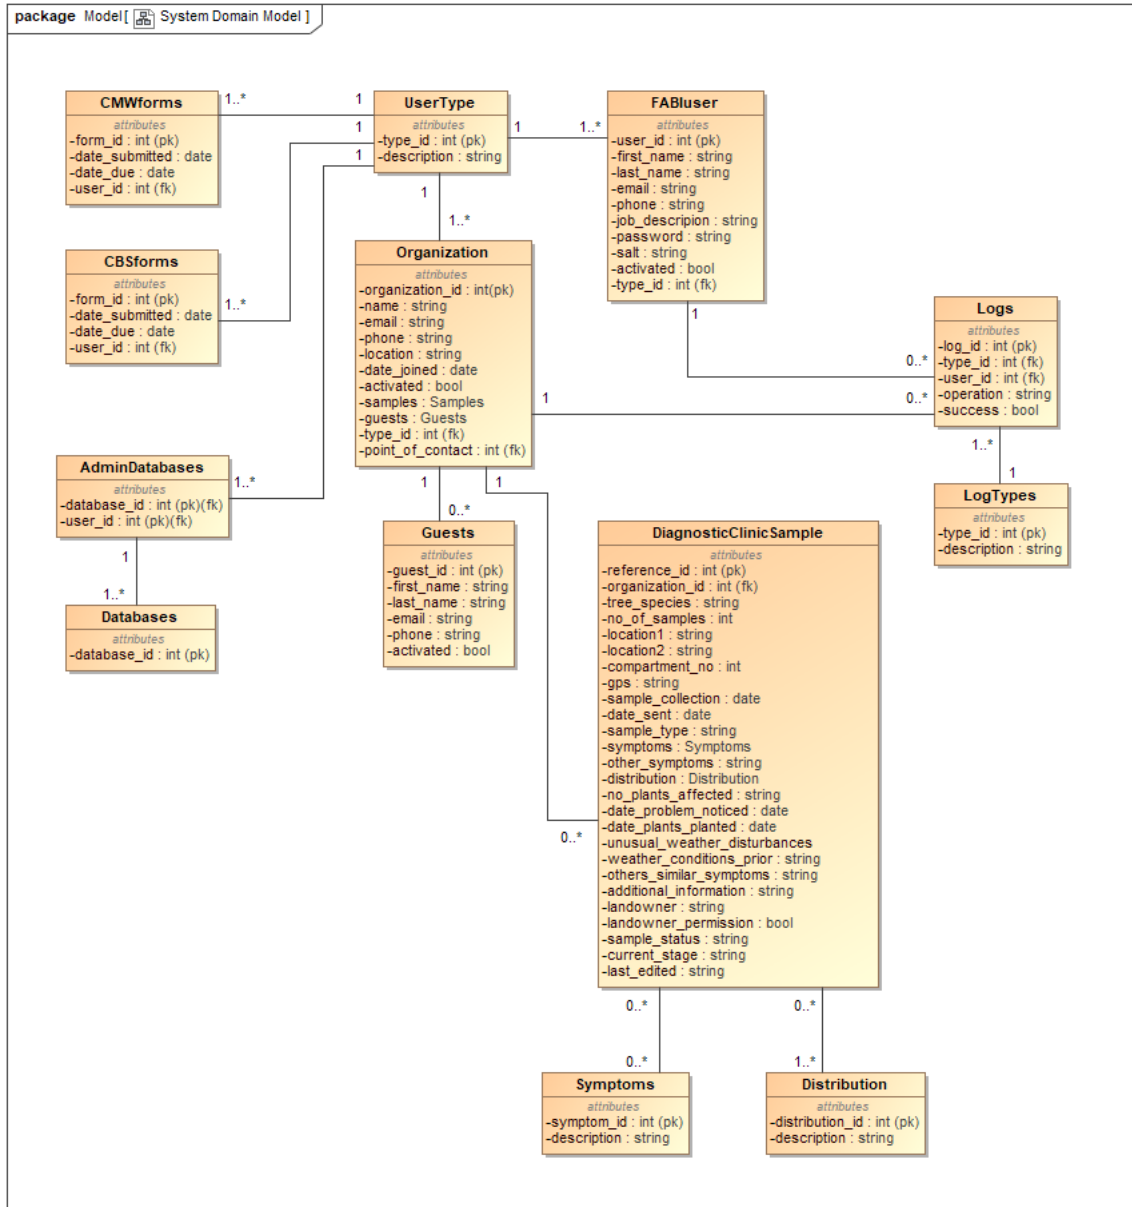 package Model[ System Domain Model ]
CMWforms
attributes
-form_id : int (pk)
-date_submitted : date
-date_due : date
-user_id : int (fk)
1..*
1
UserType
attributes
-type_id : int (pk)
-description : string
1
1
1
1..*
FABIuser
attributes
-user_id : int (pk)
-first_name : string
-last_name : string
-email : string
-phone : string
-job_descripion : string
-password : string
-salt : string
-activated : bool
-type_id : int (fk)
1
1..*
CBSforms
attributes
-form_id : int (pk)
-date_submitted : date
-date_due : date
-user_id : int (fk)
1..*
Organization
attributes
-organization_id : int(pk)
-name : string
-email : string
-phone : string
-location : string
-date_joined : date
-activated : bool
-samples : Samples
-guests : Guests
-type_id : int (fk)
-point_of_contact : int (fk)
1
0..*
1
0..*
Logs
attributes
-log_id : int (pk)
-type_id : int (fk)
-user_id : int (fk)
-operation : string
-success : bool
1..*
1
LogTypes
attributes
-type_id : int (pk)
-description : string
AdminDatabases
attributes
-database_id : int (pk)(fk)
-user_id : int (pk)(fk)
1..*
1
1..*
Databases
attributes
-database_id : int (pk)
1
1
0..*
Guests
attributes
-guest_id : int (pk)
-first_name : string
-last_name : string
-email : string
-phone : string
-activated : bool
0..*
DiagnosticClinicSample
attributes
-reference_id : int (pk)
-organization_id : int (fk)
-tree_species : string
-no_of_samples : int
-location1 : string
-location2 : string
-compartment_no : int
-gps : string
-sample_collection : date
-date_sent : date
-sample_type : string
-symptoms : Symptoms
-other_symptoms : string
-distribution : Distribution
-no_plants_affected : string
-date_problem_noticed : date
-date_plants_planted : date
-unusual_weather_disturbances
-weather_conditions_prior : string
-others_similar_symptoms : string
-additional_information : string
-landowner : string
-landowner_permission : bool
-sample_status : string
-current_stage : string
-last_edited : string
0..*
0..*
0..*
1..*
Symptoms
attributes
-symptom_id : int (pk)
-description : string
Distribution
attributes
-distribution_id : int (pk)
-description : string